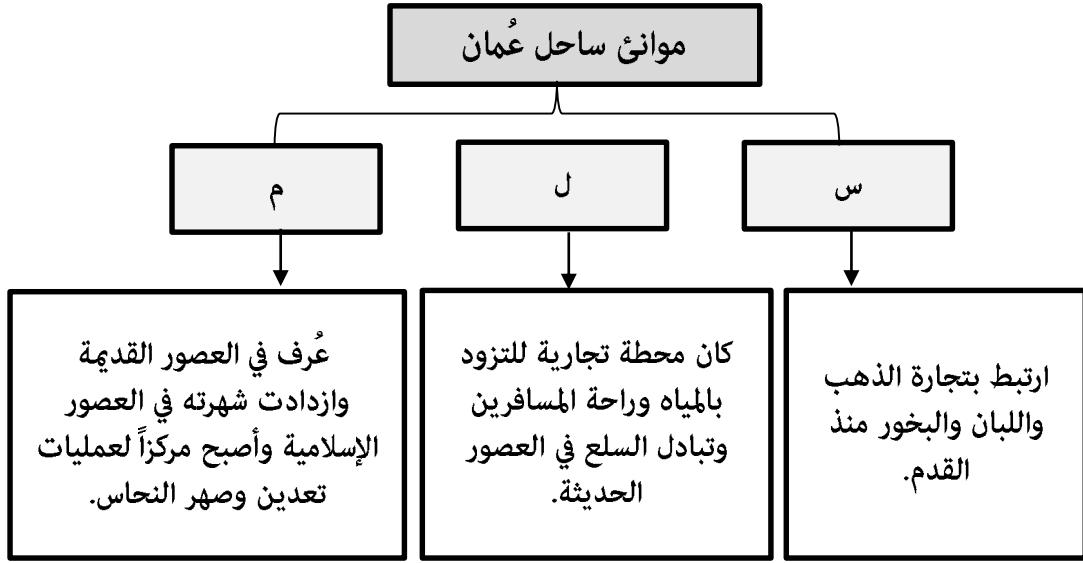 موانئ ساحل عُمان
س
ل
م
ارتبط بتجارة الذهب
واللبان والبخور منذ
القدم.
كان محطة تجارية للتزود
بالمياه وراحة المسافرين
وتبادل السلع في العصور
الحديثة.
عُرف في العصور القديمة
وازدادت شهرته في العصور
الإسلامية وأصبح مركزاً لعمليات
تعدين وصهر النحاس.